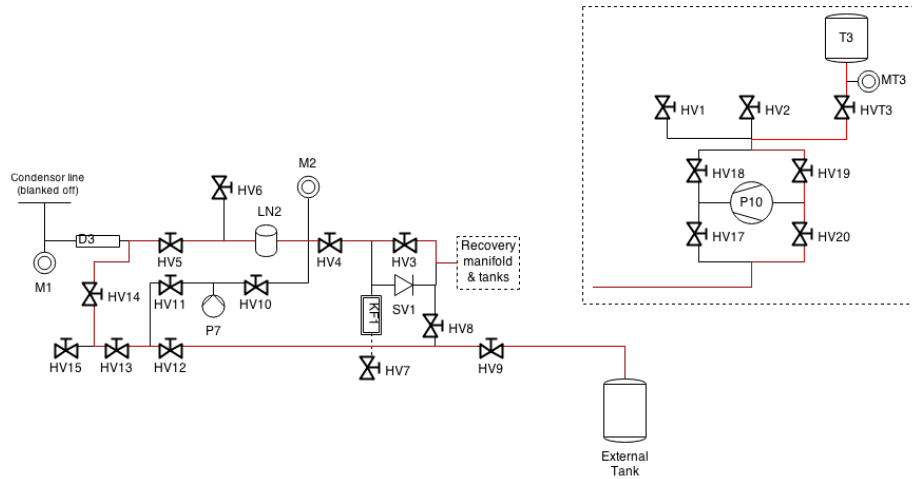 T3
MT3
HV1
HV2
HVT3
M2
Condensor line
(blanked off)
HV6
HV18
HV19
LN2
P10
D3
HV17
HV20
HV5
HV4
HV3
Recovery
manifold
& tanks
M1
HV14
HV11
HV10
SV1
KF1
P7
HV8
HV15
HV13
HV12
HV7
HV9
External
Tank